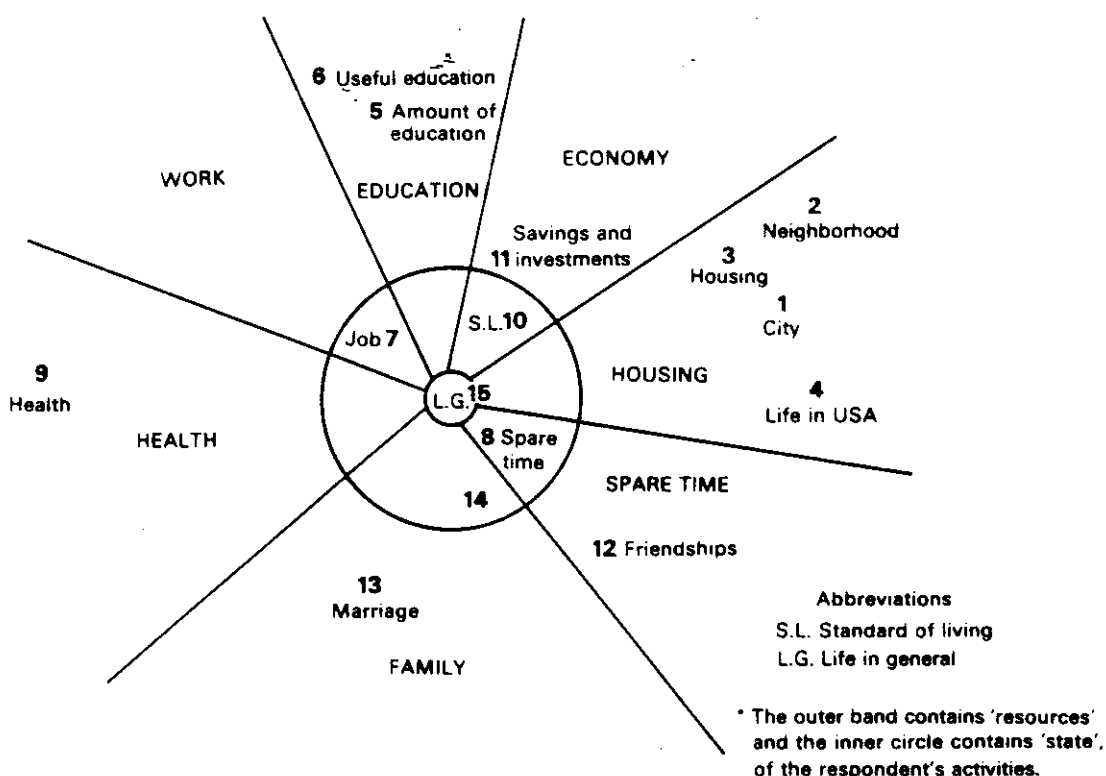 6 Useful education
5 Amount of
education
ECONOMY
WORK
EDUCATION
2
Neighborhood
Savings and
11 investments
3
Housing
1
City
S.L. 10
Job 7
9
Health
HOUSING
L.G. 15
4
Life in USA
HEALTH
8 Spare
time
SPARE TIME
14
12 Friendships
13
Marriage
FAMILY
Abbreviations
S.L. Standard of living
L.G. Life in general
* The outer band contains 'resources'
and the inner circle contains 'state',
of the respondent's activities.